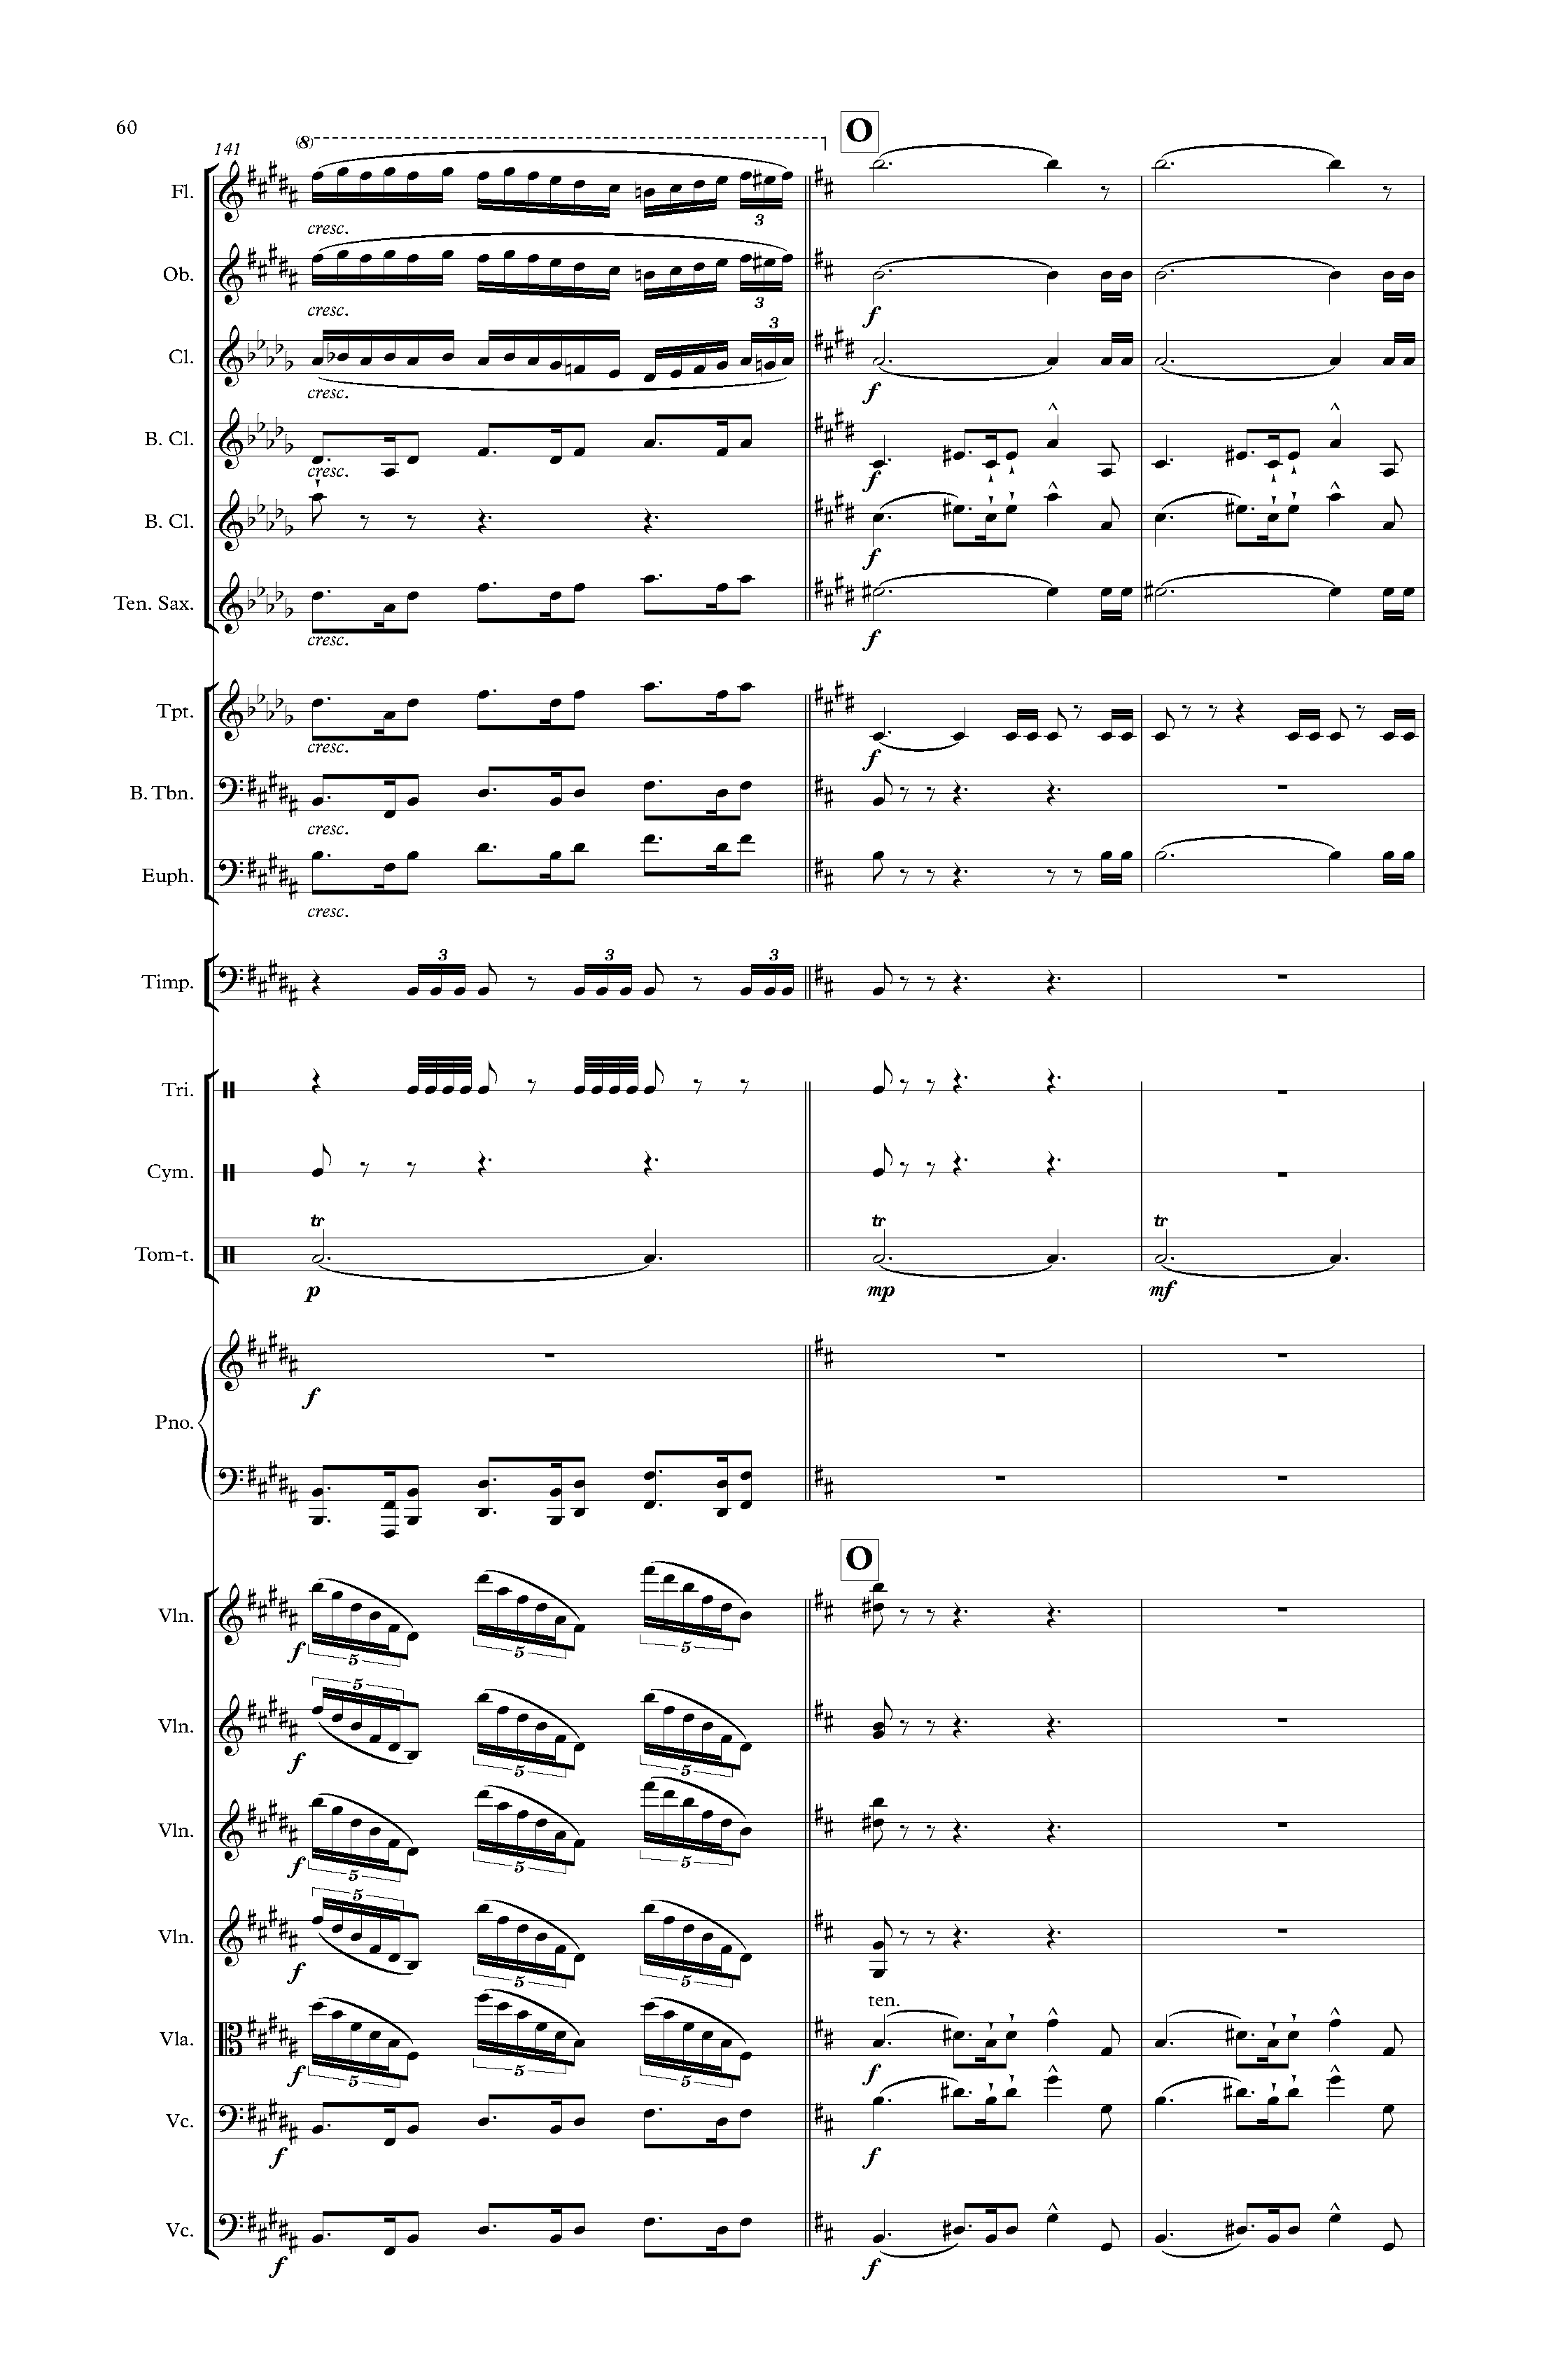 60
141
(8)
O
Fl.
cresc.
3
Ob.
cresc.
3
f
Cl.
3
cresc.
f
B. Cl.
cresc.
f
B. Cl.
f
Ten. Sax.
cresc.
f
Tpt.
cresc.
f
B. Tbn.
cresc.
Euph.
cresc.
Timp.
3 3 3
Tri.
Cym.
tr tr tr
Tom-t.
p mp mf
f
Pno.
O
Vln.
f 5 5 5
5
Vln.
f 5 5
Vln.
f 5 5 5
5
Vln.
f 5 5
ten.
Vla.
f 5 5 5 f
Vc.
f f
Vc.
f f